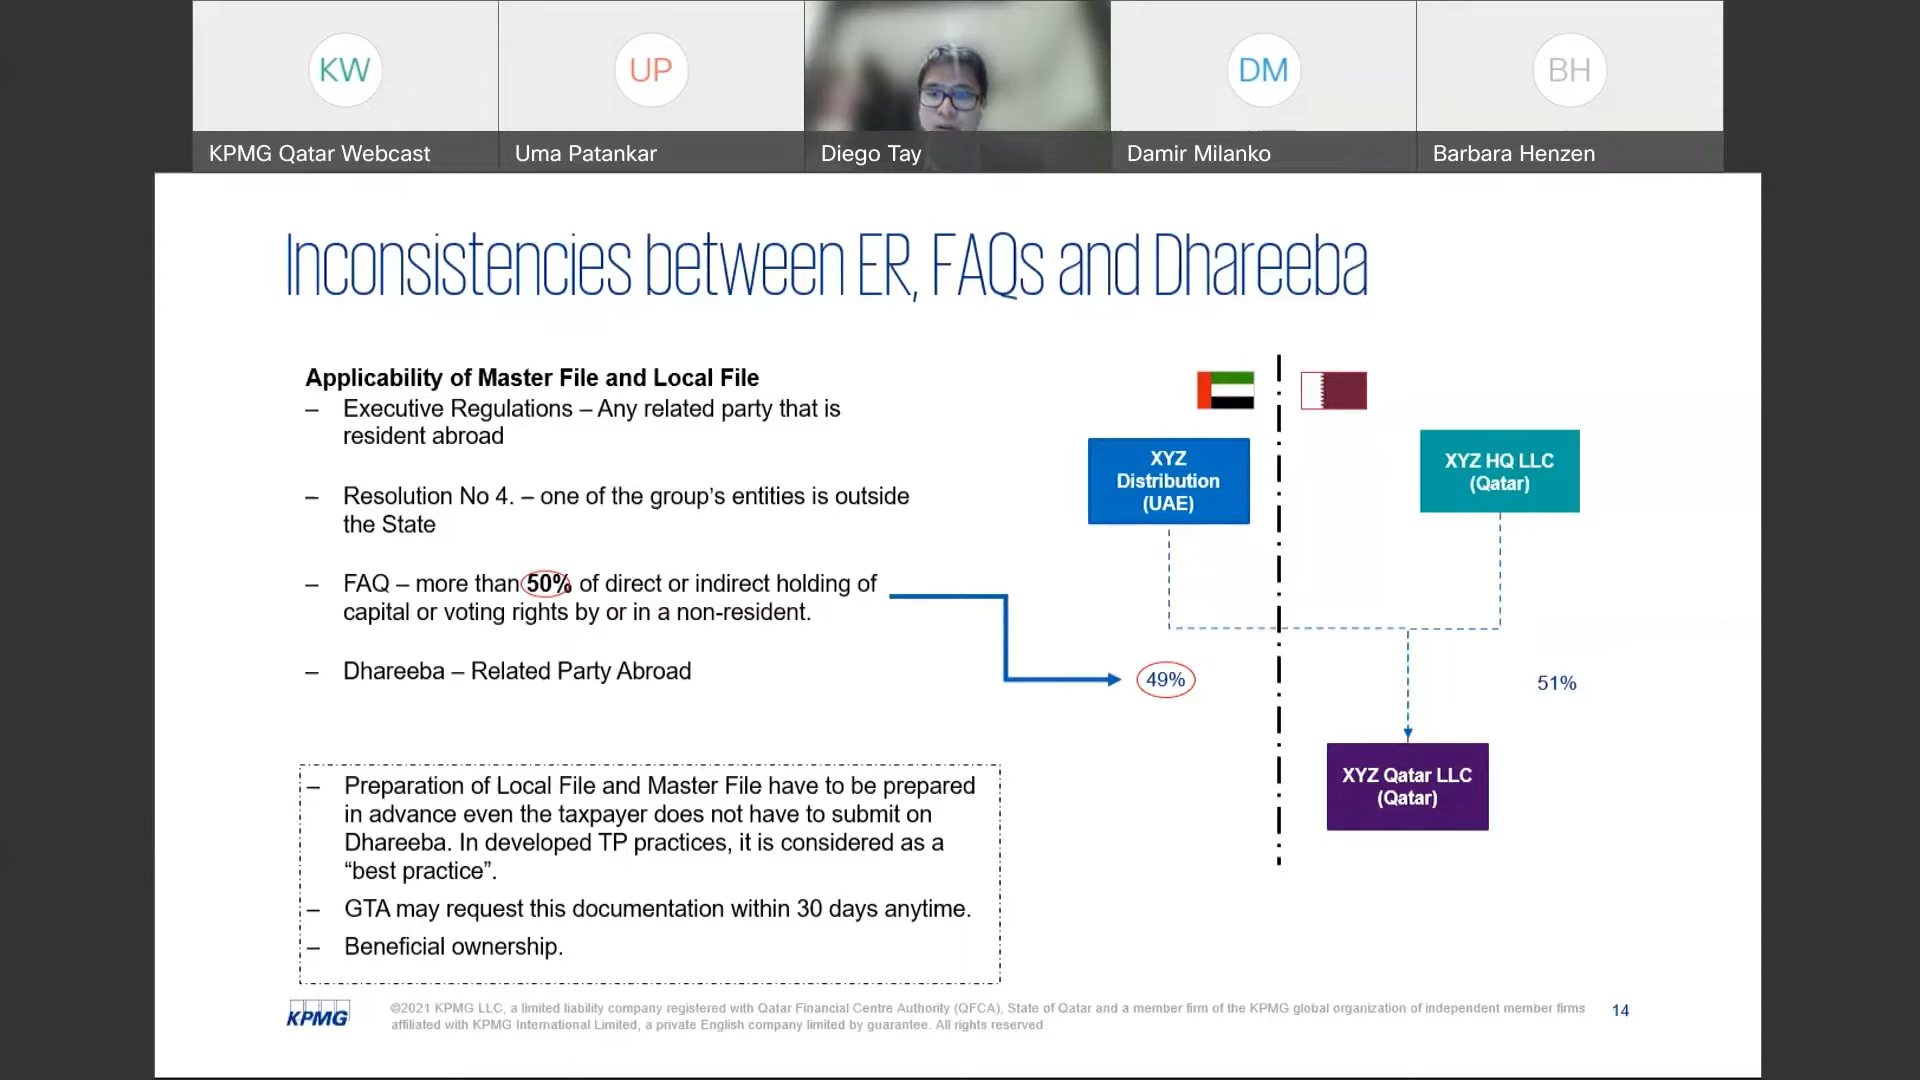 KW
UP
DM
BH
KPMG Qatar Webcast
Uma Patankar
Diego Tay
Damir Milanko
Barbara Henzen
Inconsistencies between ER, FAQs and Dhareeba
Applicability of Master File and Local File
– Executive Regulations – Any related party that is
resident abroad
– Resolution No 4. – one of the group’s entities is outside
the State
– FAQ – more than 50% of direct or indirect holding of
capital or voting rights by or in a non-resident.
– Dhareeba – Related Party Abroad
– Preparation of Local File and Master File have to be prepared
in advance even the taxpayer does not have to submit on
Dhareeba. In developed TP practices, it is considered as a
“best practice”.
– GTA may request this documentation within 30 days anytime.
– Beneficial ownership.
XYZ
Distribution
(UAE)
XYZ HQ LLC
(Qatar)
49%
51%
XYZ Qatar LLC
(Qatar)
KPMG
©2021 KPMG LLC, a limited liability company registered with Qatar Financial Centre Authority (QFCA), State of Qatar and a member firm of the KPMG global organization of independent member firms
affiliated with KPMG International Limited, a private English company limited by guarantee. All rights reserved.
14